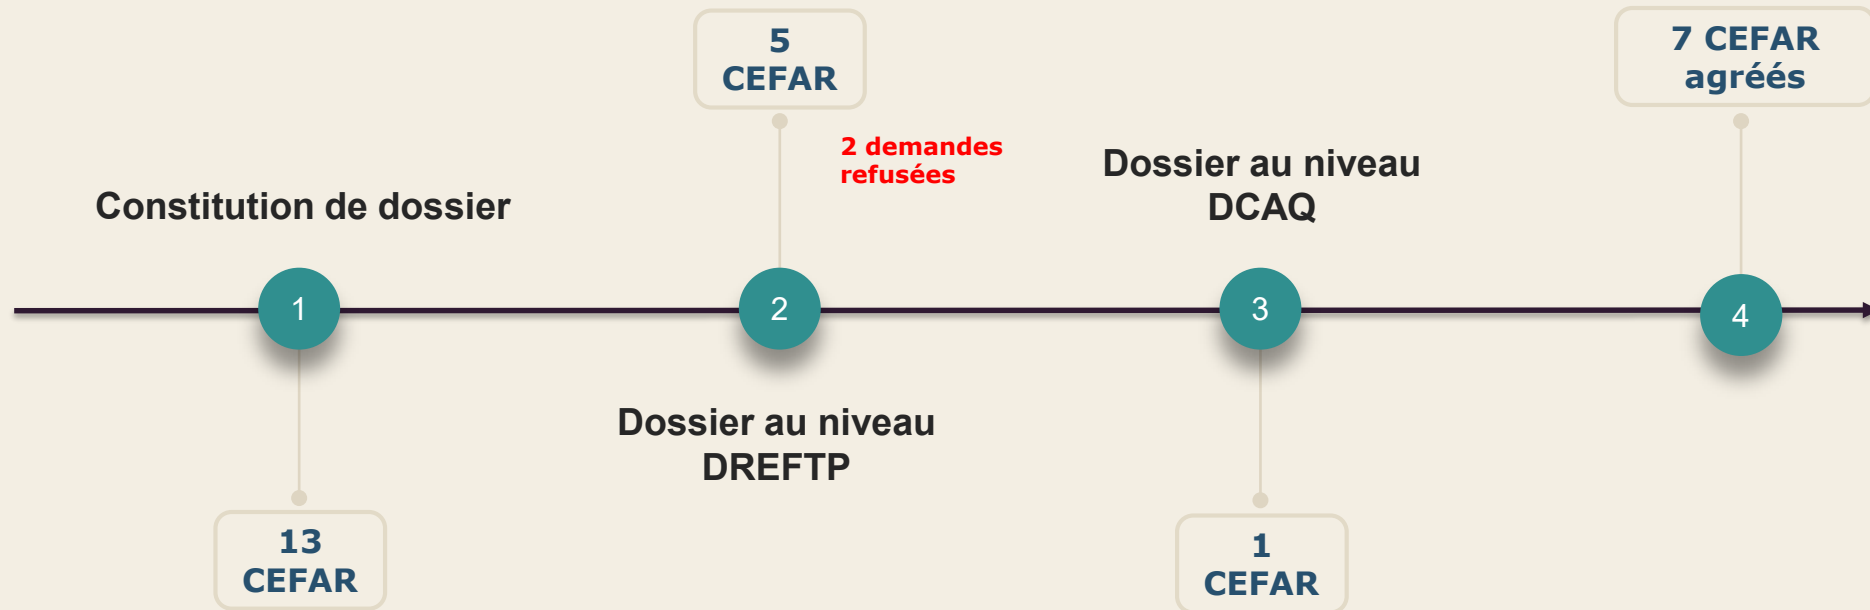 5
CEFAR
2 demandes
refusées
7 CEFAR
agréés
Constitution de dossier
Dossier au niveau
DCAQ
1
2
3
4
Dossier au niveau
DREFTP
13
CEFAR
1
CEFAR